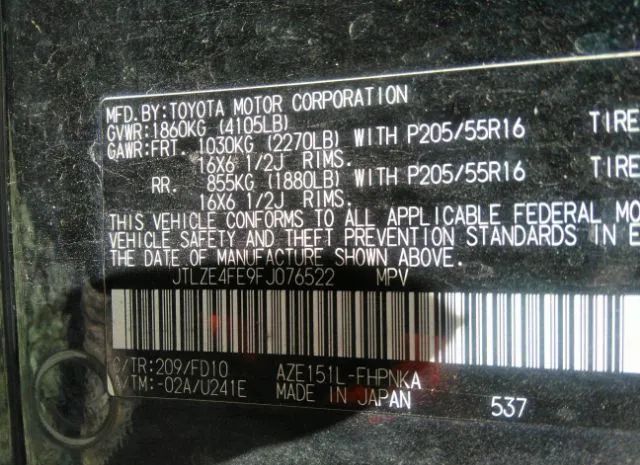 MFD.BY:TOYOTA MOTOR CORPORATION
GVWR:1860KG (4105LB)
GAWR:FRT. 1030KG (2270LB) WITH P205/55R16 TIRE
16X6 1/2J RIMS.
RR. 855KG (1880LB) WITH P205/55R16 TIRE
16X6 1/2J RIMS.
THIS VEHICLE CONFORMS TO ALL APPLICABLE FEDERAL MO
VEHICLE SAFETY AND THEFT PREVENTION STANDARDS IN E
THE DATE OF MANUFACTURE SHOWN ABOVE.
JTLZE4FE9FJ076522 MPV
C/TR:209/FD10 AZE151L-FHPNKA
A/TM:-02A/U241E MADE IN JAPAN 537